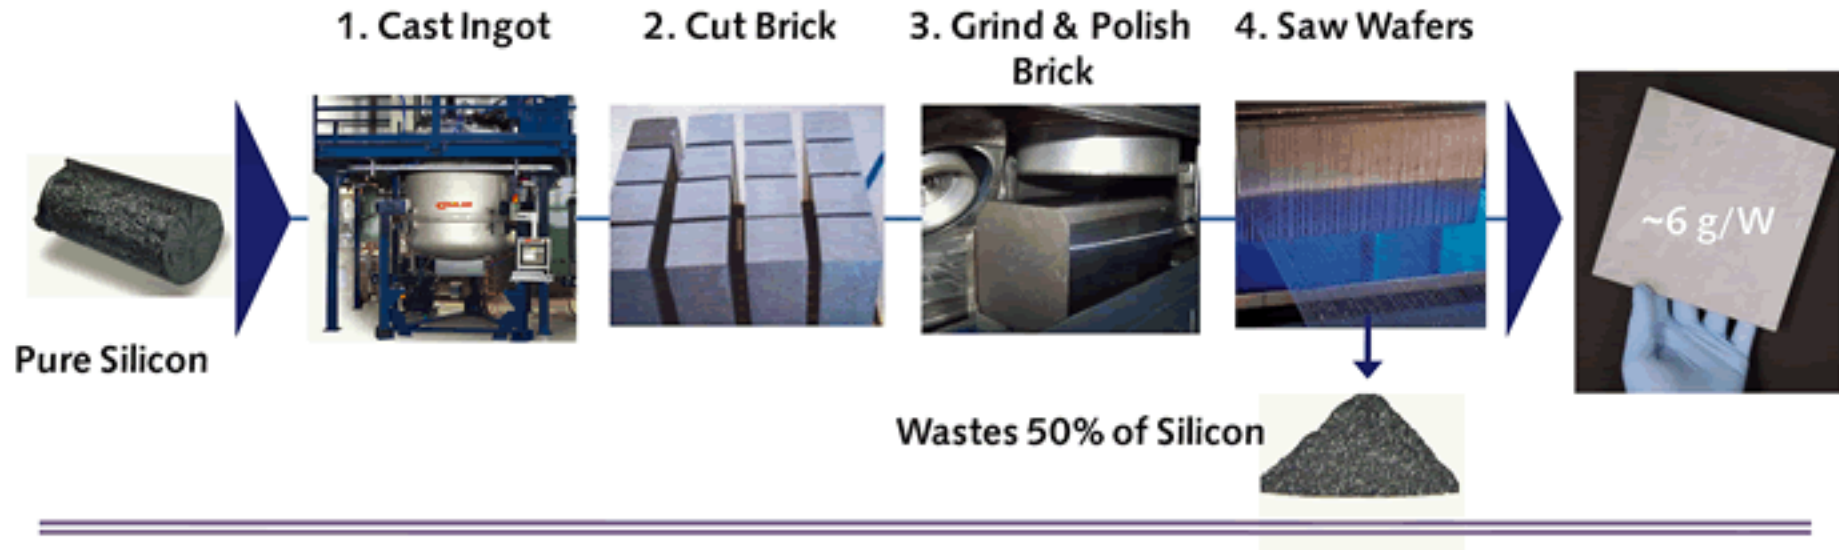 1. Cast Ingot
2. Cut Brick
3. Grind & Polish
Brick
4. Saw Wafers
Pure Silicon
~6 g/W
Wastes 50% of Silicon